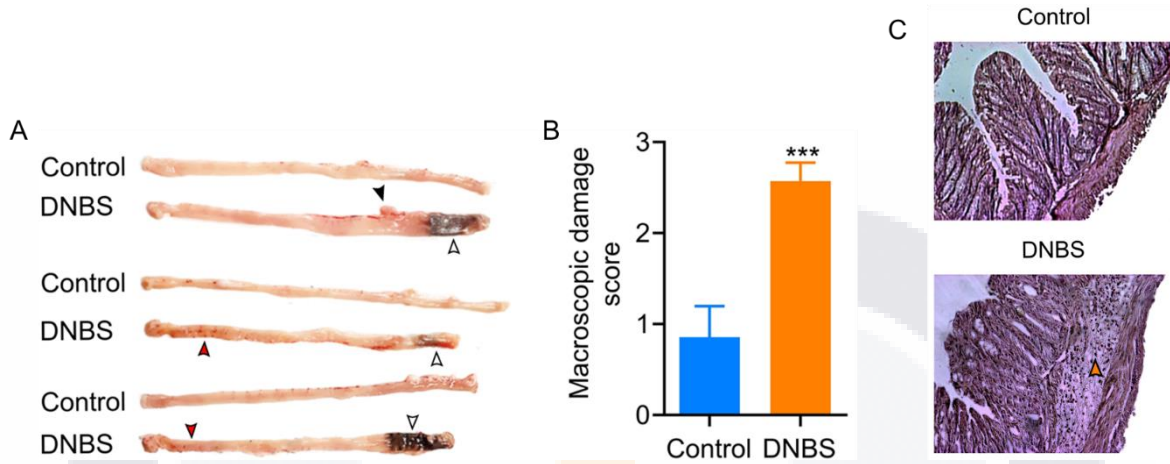 A
Control
DNBS
Control
DNBS
Control
DNBS
B
Macroscopic damage
score
3
2
1
0
***
Control DNBS
C
Control
DNBS